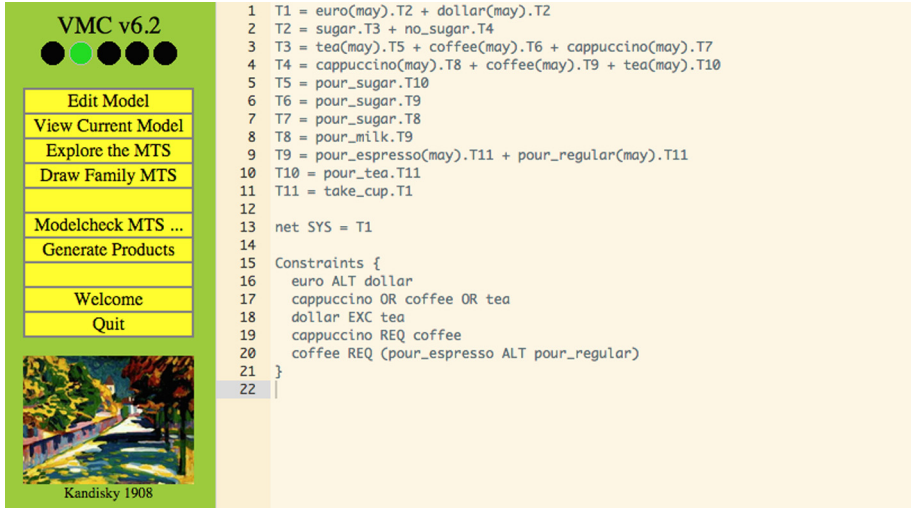 VMC v6.2
Edit Model
View Current Model
Explore the MTS
Draw Family MTS
Modelcheck MTS ...
Generate Products
Welcome
Quit
Kandisky 1908
1 T1 = euro(may).T2 + dollar(may).T2
2 T2 = sugar.T3 + no_sugar.T4
3 T3 = tea(may).T5 + coffee(may).T6 + cappuccino(may).T7
4 T4 = cappuccino(may).T8 + coffee(may).T9 + tea(may).T10
5 T5 = pour_sugar.T10
6 T6 = pour_sugar.T9
7 T7 = pour_sugar.T8
8 T8 = pour_milk.T9
9 T9 = pour_espresso(may).T11 + pour_regular(may).T11
10 T10 = pour_tea.T11
11 T11 = take_cup.T1
12
13 net SYS = T1
14
15 Constraints {
16 euro ALT dollar
17 cappuccino OR coffee OR tea
18 dollar EXC tea
19 cappuccino REQ coffee
20 coffee REQ (pour_espresso ALT pour_regular)
21 }
22